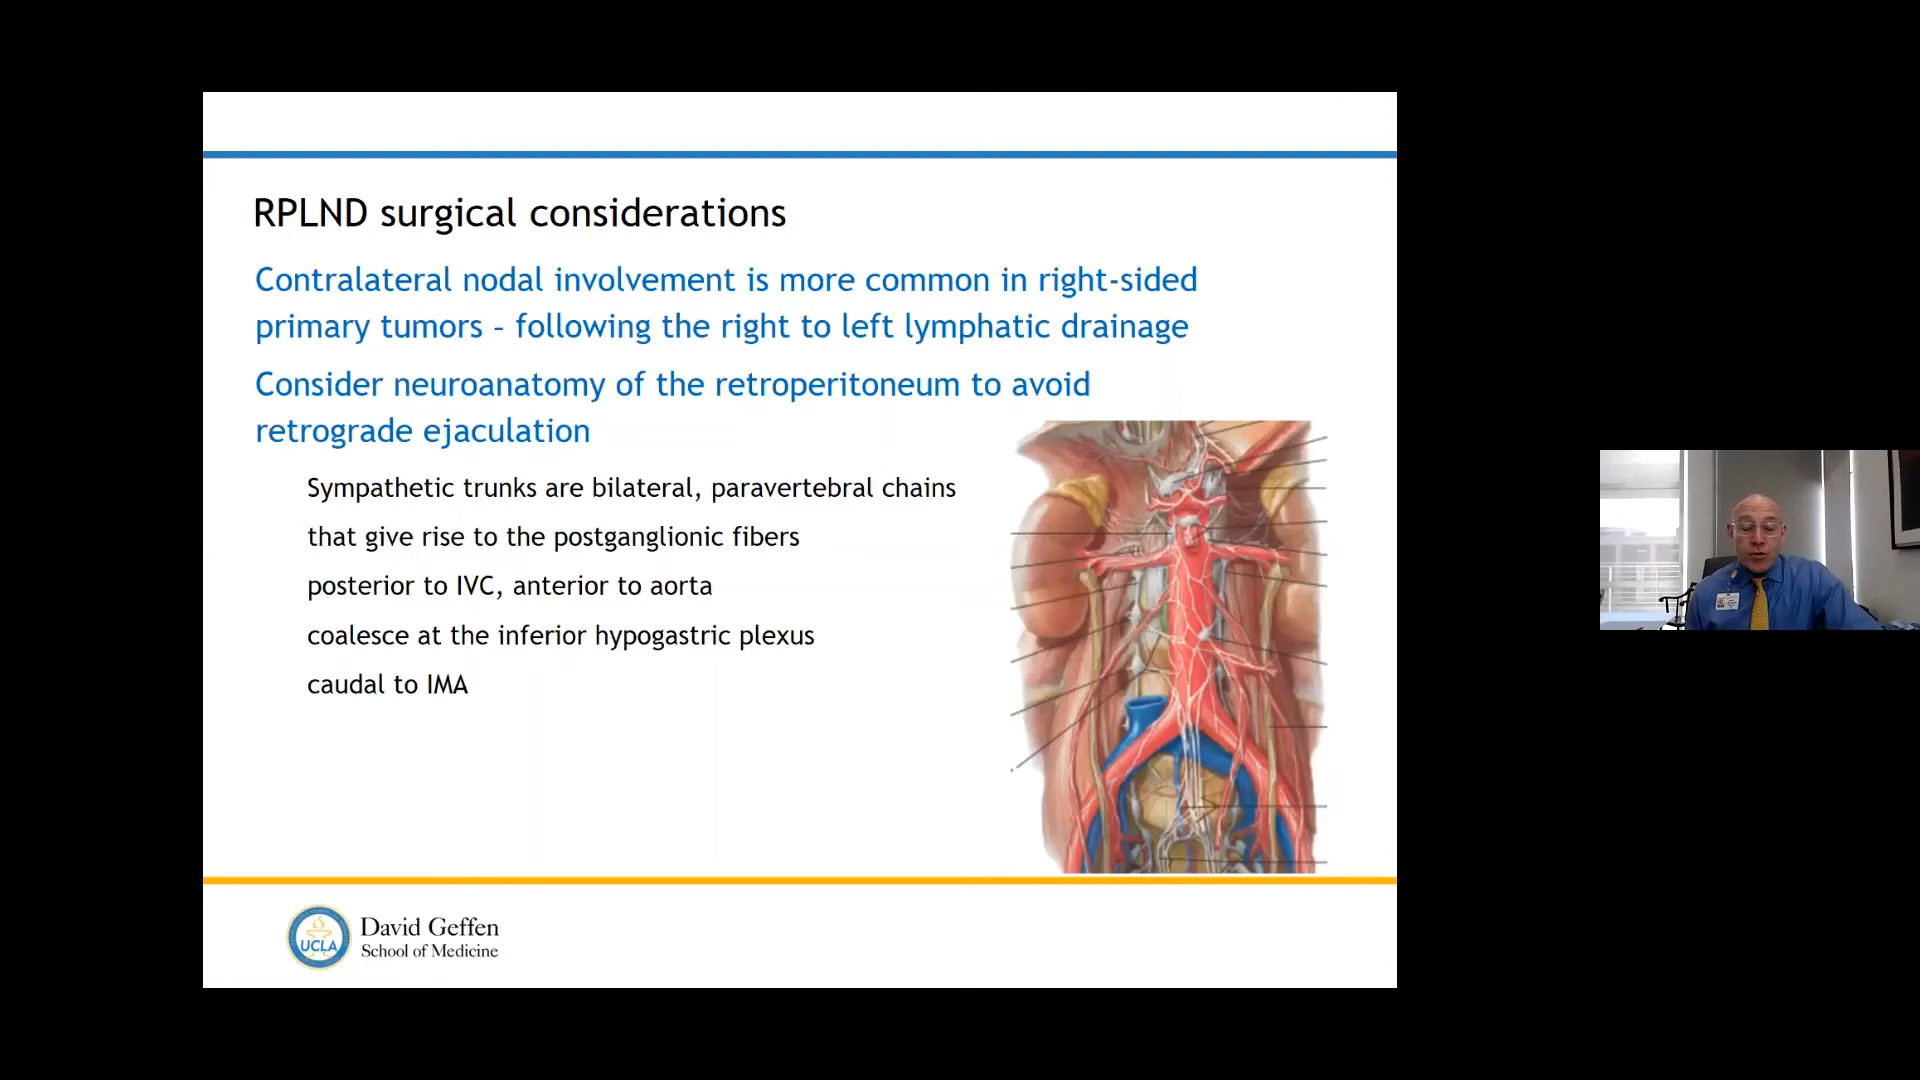 RPLND surgical considerations
Contralateral nodal involvement is more common in right-sided
primary tumors – following the right to left lymphatic drainage
Consider neuroanatomy of the retroperitoneum to avoid
retrograde ejaculation
Sympathetic trunks are bilateral, paravertebral chains
that give rise to the postganglionic fibers
posterior to IVC, anterior to aorta
coalesce at the inferior hypogastric plexus
caudal to IMA
UCLA
David Geffen
School of Medicine